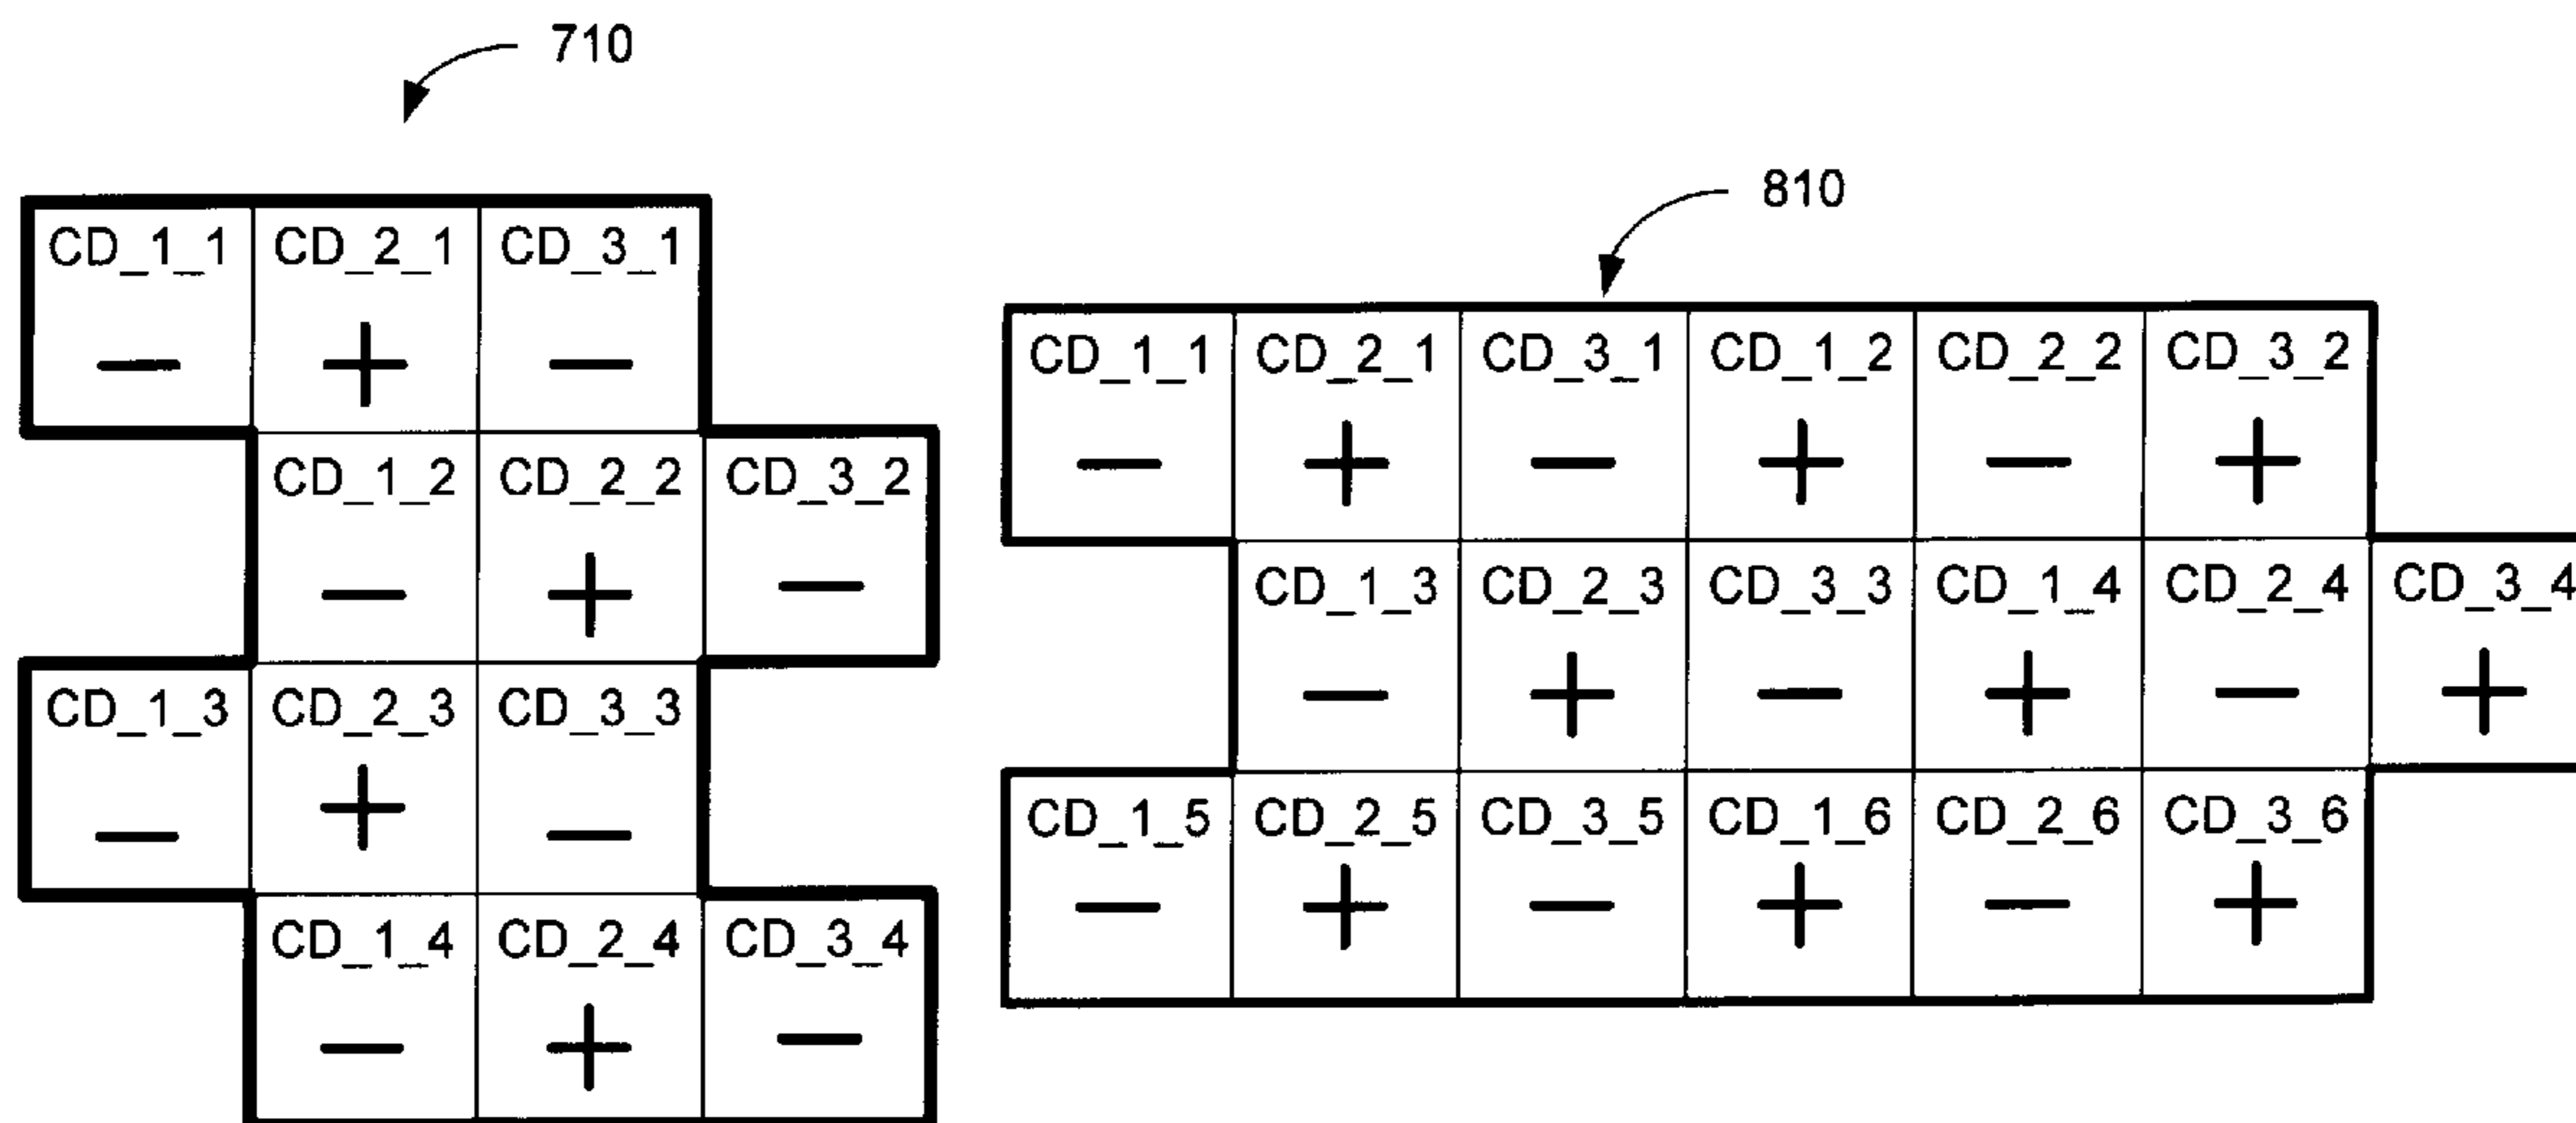 710
CD_1_1 CD_2_1 CD_3_1
− + −
CD_1_2 CD_2_2 CD_3_2
− + −
CD_1_3 CD_2_3 CD_3_3
− + −
CD_1_4 CD_2_4 CD_3_4
− + −
810
CD_1_1 CD_2_1 CD_3_1 CD_1_2 CD_2_2 CD_3_2
− + − + − +
CD_1_3 CD_2_3 CD_3_3 CD_1_4 CD_2_4 CD_3_4
− + − + − +
CD_1_5 CD_2_5 CD_3_5 CD_1_6 CD_2_6 CD_3_6
− + − + − +